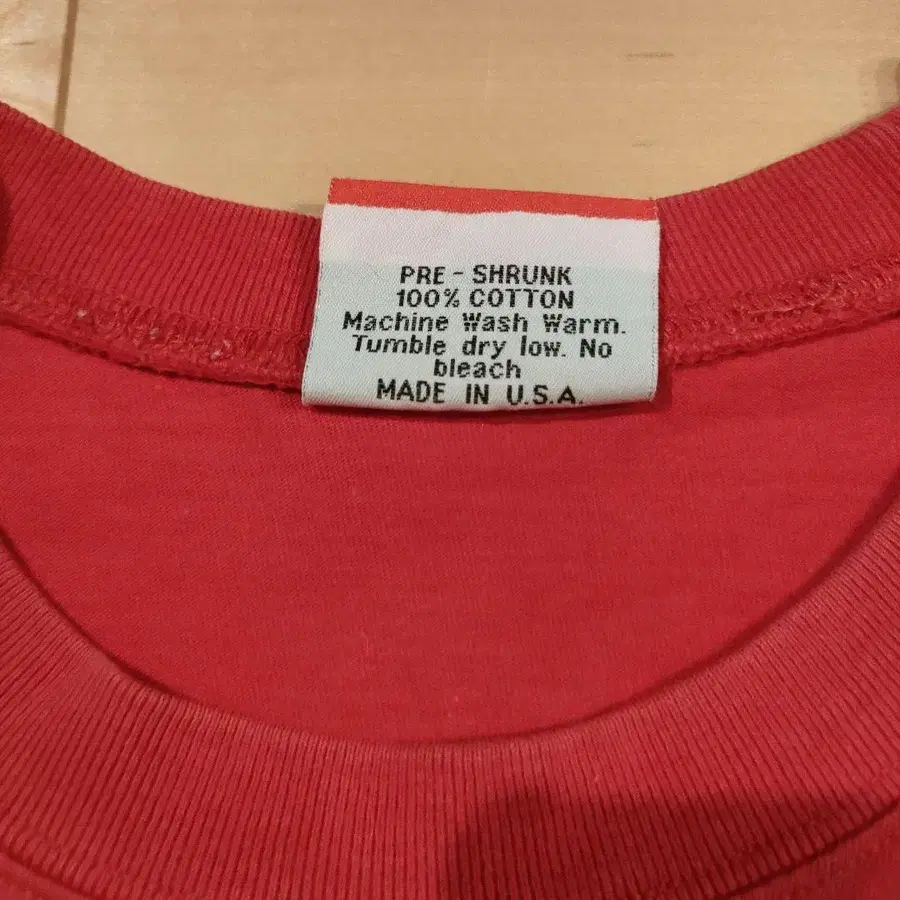 PRE - SHRUNK
100% COTTON
Machine Wash Warm.
Tumble dry low. No
bleach
MADE IN U.S.A.